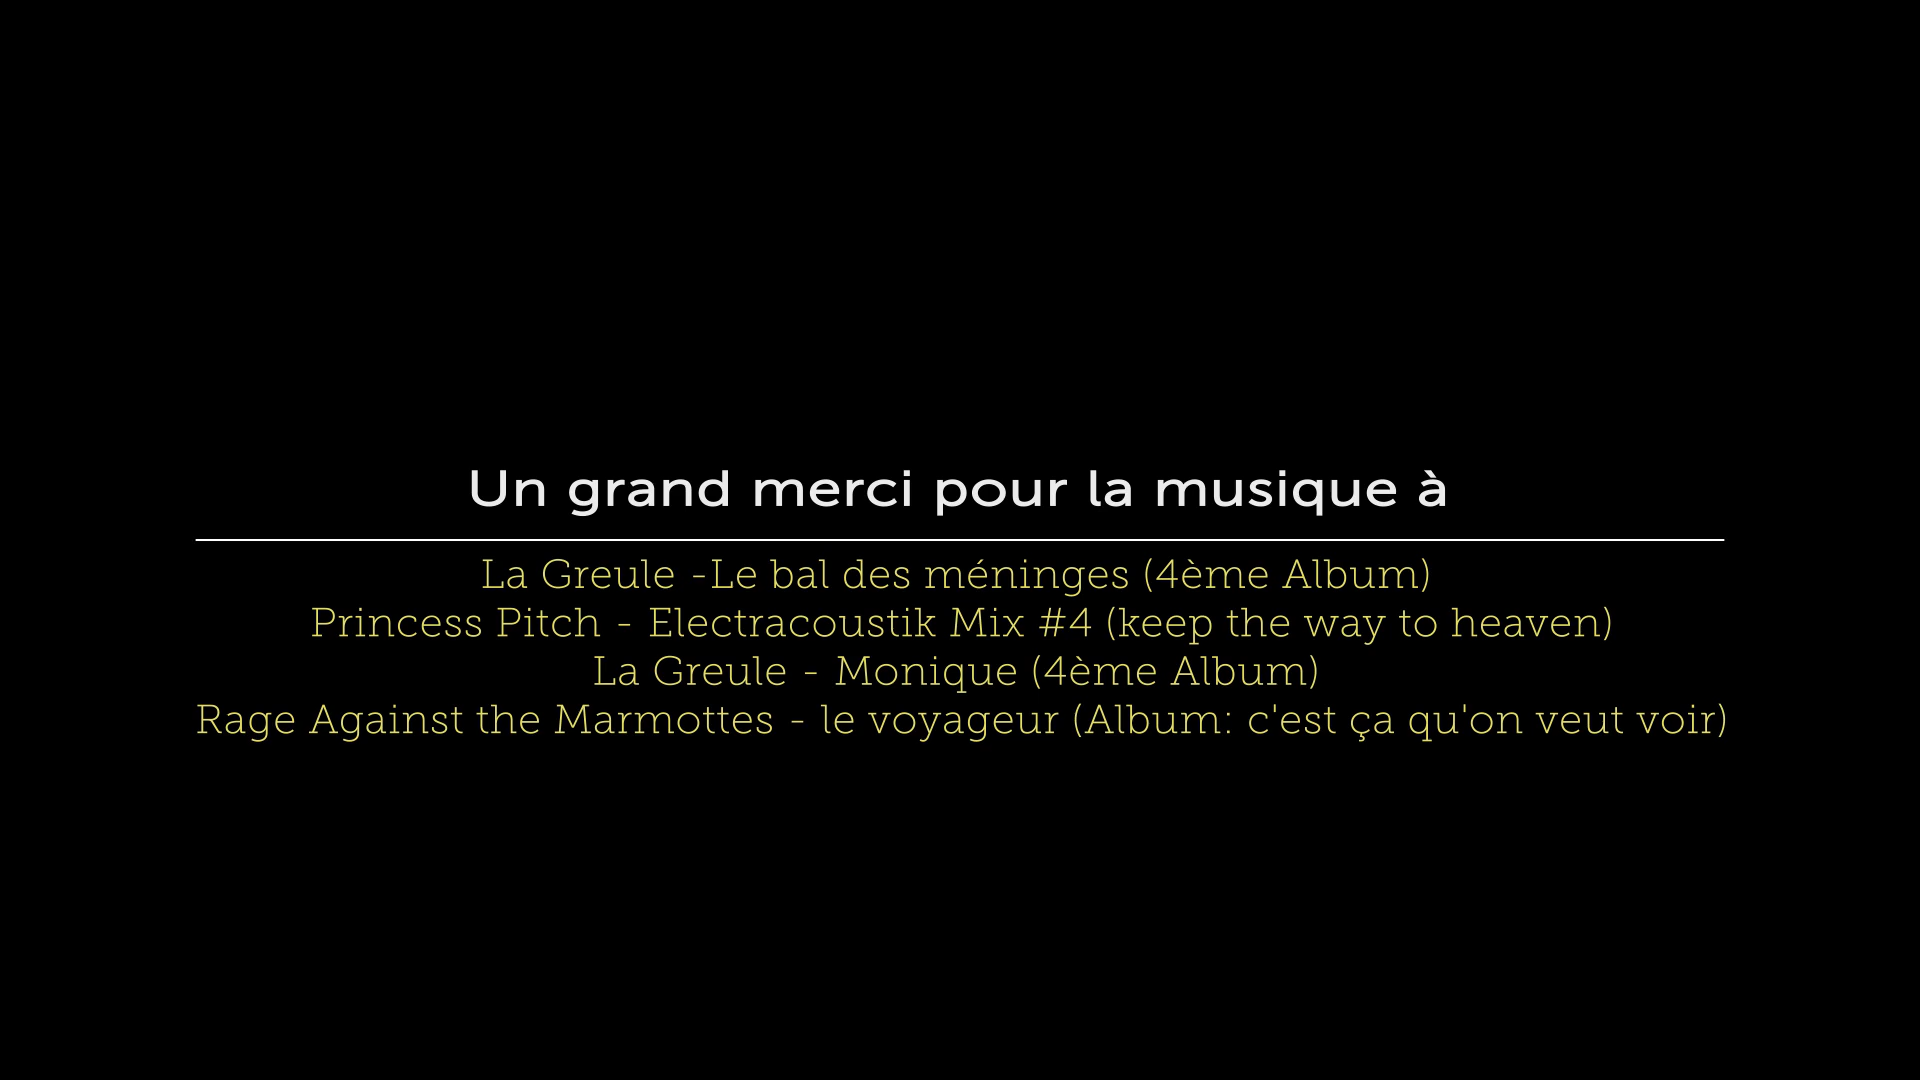 Un grand merci pour la musique à
La Greule -Le bal des méninges (4ème Album)
Princess Pitch - Electracoustik Mix #4 (keep the way to heaven)
La Greule - Monique (4ème Album)
Rage Against the Marmottes - le voyageur (Album: c'est ça qu'on veut voir)